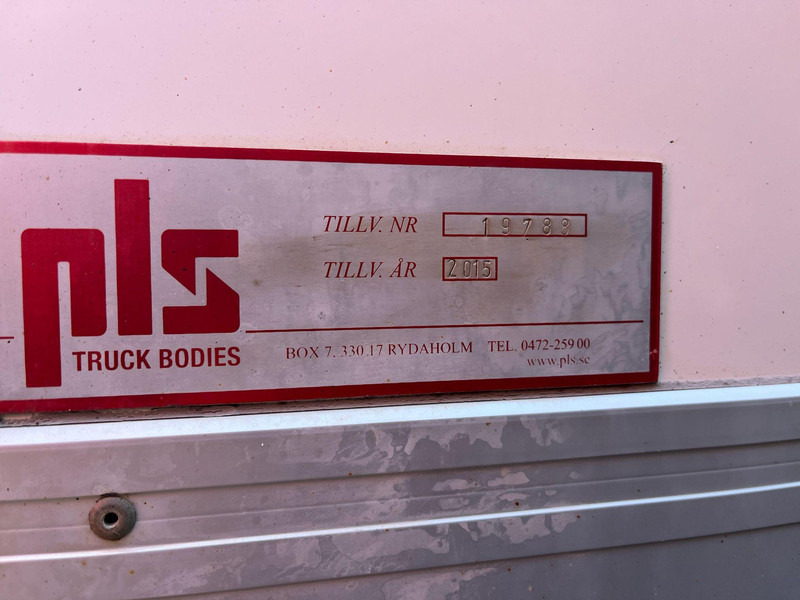 pls
TRUCK BODIES
TILLV. NR 19788
TILLV. ÅR 2015
BOX 7, 330 17 RYDAHOLM TEL. 0472-259 00
www.pls.se